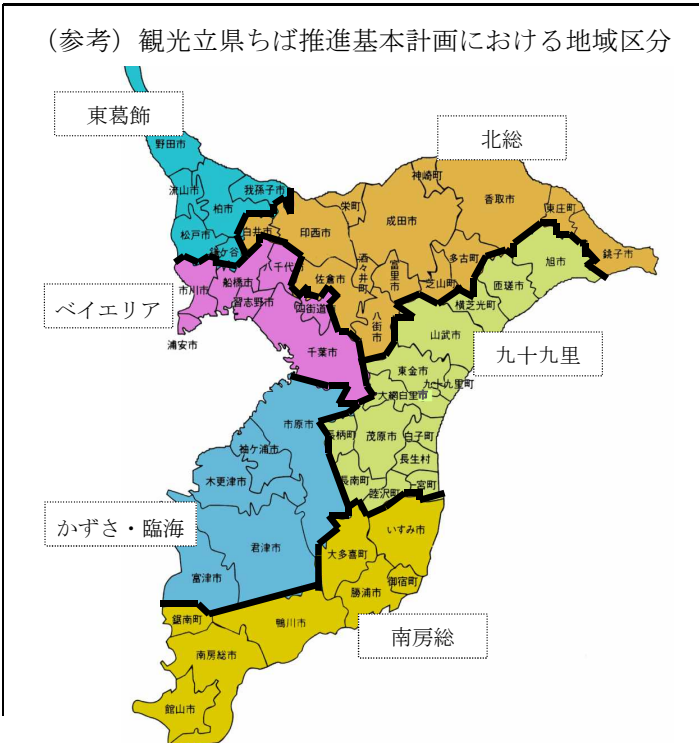 （参考）観光立県ちば推進基本計画における地域区分
東葛飾
北総
野田市
流山市
柏市
我孫子市
松戸市
鎌ケ谷
白井市
印西市
栄町
成田市
神崎町
香取市
東庄町
銚子市
酒々井町
富里市
多古町
芝山町
佐倉市
八街市
ベイエリア
市川市
船橋市
八千代市
習志野市
四街道
浦安市
千葉市
九十九里
旭市
匝瑳市
横芝光町
山武市
東金市
九十九里町
大網白里市
長柄町
茂原市
白子町
長生村
長南町
睦沢町
一宮町
かずさ・臨海
市原市
袖ケ浦市
木更津市
君津市
富津市
南房総
いすみ市
大多喜町
御宿町
勝浦市
鴨川市
鋸南町
南房総市
館山市